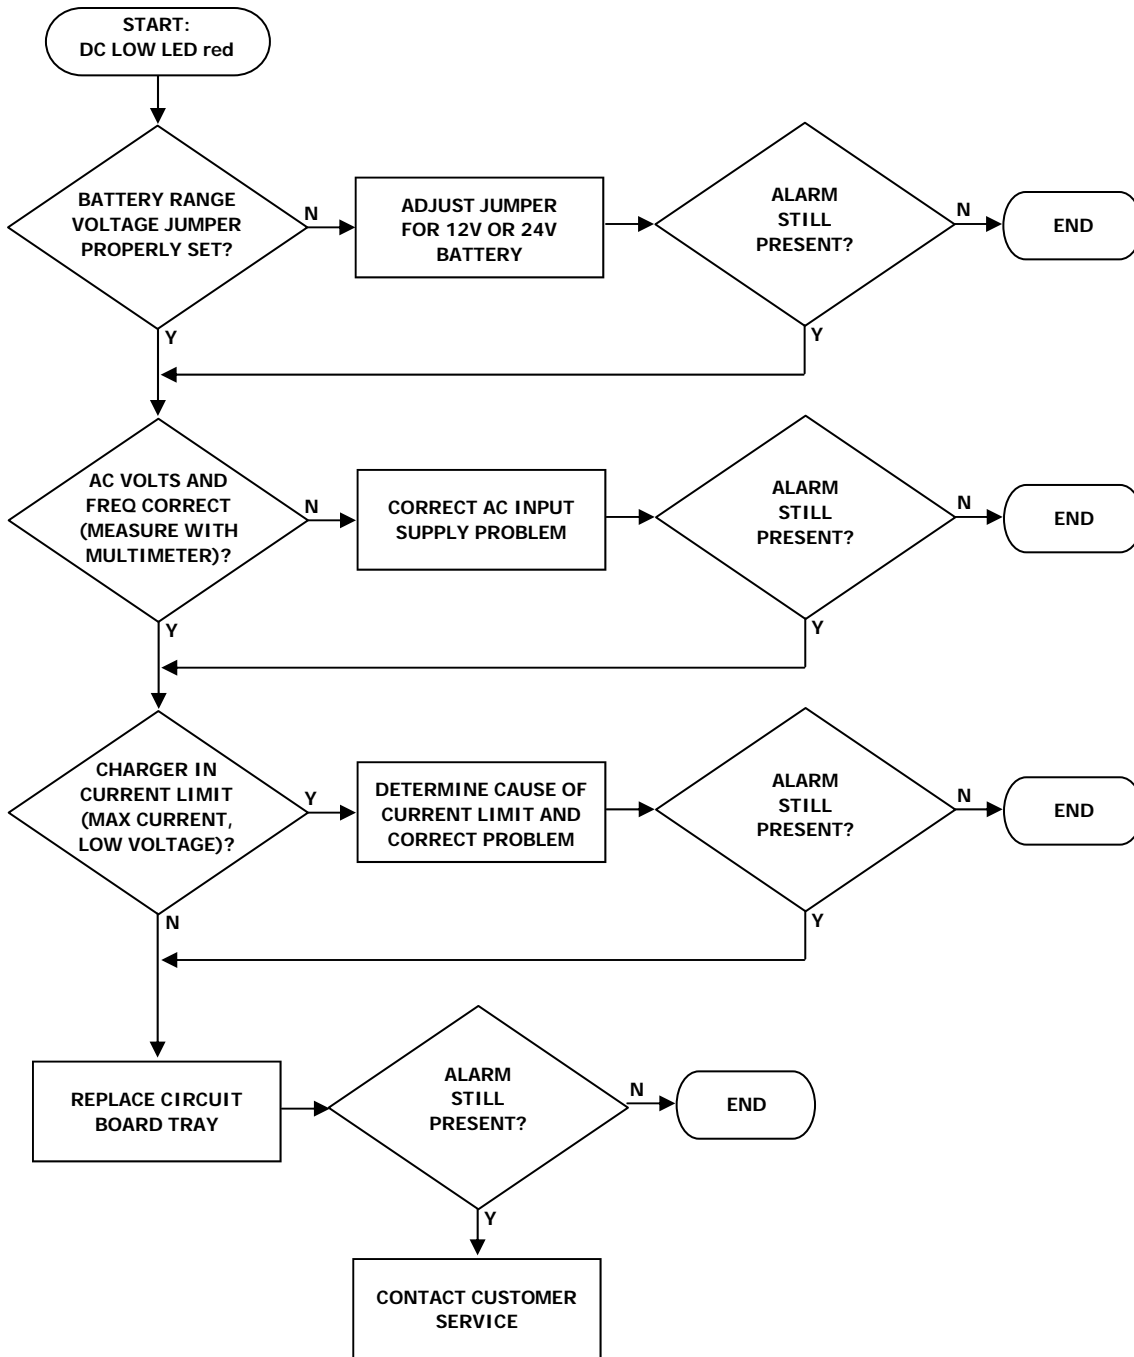 START:
DC LOW LED red
BATTERY RANGE
VOLTAGE JUMPER
PROPERLY SET?
N
ADJUST JUMPER
FOR 12V OR 24V
BATTERY
ALARM
STILL
PRESENT?
N
END
Y
Y
AC VOLTS AND
FREQ CORRECT
(MEASURE WITH
MULTIMETER)?
N
CORRECT AC INPUT
SUPPLY PROBLEM
ALARM
STILL
PRESENT?
N
END
Y
Y
CHARGER IN
CURRENT LIMIT
(MAX CURRENT,
LOW VOLTAGE)?
Y
DETERMINE CAUSE OF
CURRENT LIMIT AND
CORRECT PROBLEM
ALARM
STILL
PRESENT?
N
END
N
Y
REPLACE CIRCUIT
BOARD TRAY
ALARM
STILL
PRESENT?
N
END
Y
CONTACT CUSTOMER
SERVICE